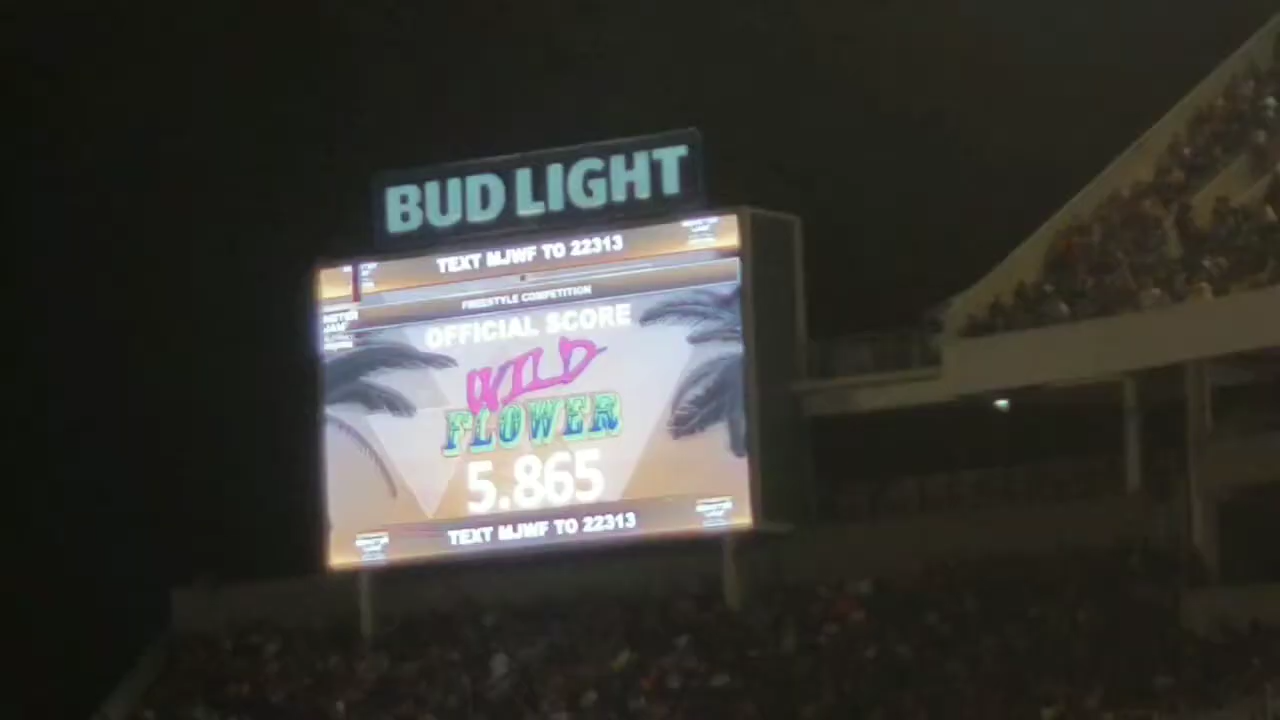 BUD LIGHT
TEXT MJWF TO 22313
FREESTYLE COMPETITION
OFFICIAL SCORE
WILD
FLOWER
5.865
TEXT MJWF TO 22313